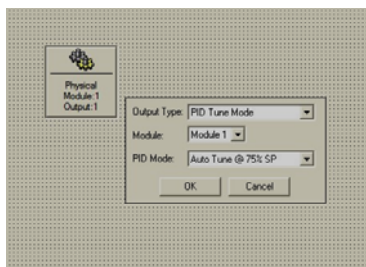 Physical
Module:1
Output:1
Output Type: PID Tune Mode
Module: Module 1
PID Mode: Auto Tune @ 75% SP
OK Cancel